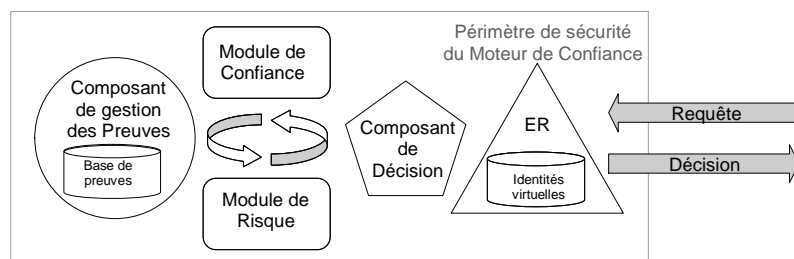 Périmètre de sécurité
du Moteur de Confiance
Module de
Confiance
Composant
de gestion
des Preuves
Base de
preuves
Module de
Risque
Composant
de
Décision
ER
Identités
virtuelles
Requête
Décision